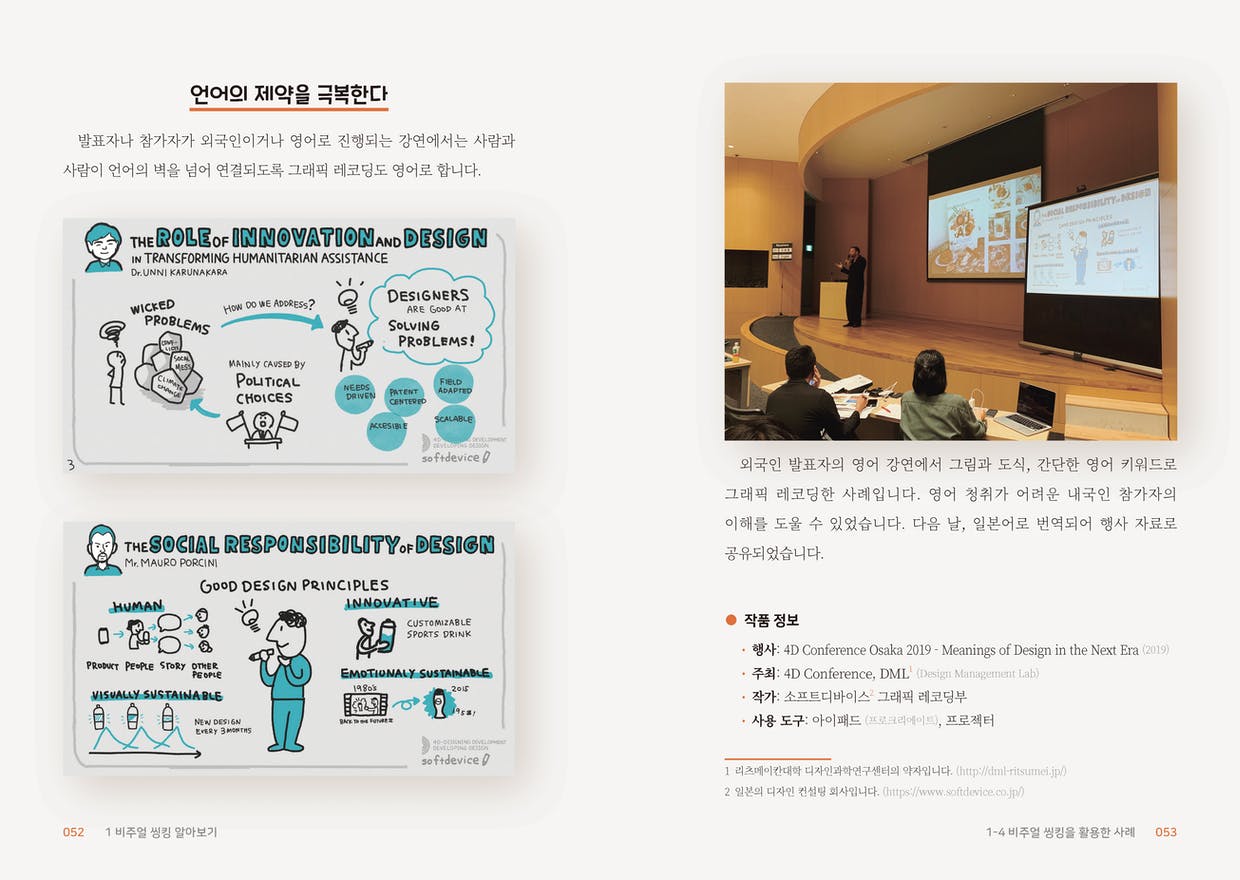 언어의 제약을 극복한다
발표자나 참가자가 외국인이거나 영어로 진행되는 강연에서는 사람과
사람이 언어의 벽을 넘어 연결되도록 그래픽 레코딩도 영어로 합니다.
THE ROLE OF INNOVATION AND DESIGN
IN TRANSFORMING HUMANITARIAN ASSISTANCE
Dr. UNNI KARUNAKARA
WICKED
PROBLEMS
HOW DO WE ADDRESS?
DESIGNERS
ARE GOOD AT
SOLVING
PROBLEMS!
SOCIAL
MESS
CLIMATE
CHANGE
MAINLY CAUSED BY
POLITICAL
CHOICES
NEEDS
DRIVEN
PATIENT
CENTERED
FIELD
ADAPTED
ACCESIBLE
SCALABLE
DEVELOPING DESIGN
softdevice
3
THE SOCIAL RESPONSIBILITY OF DESIGN
Mr. MAURO PORCINI
GOOD DESIGN PRINCIPLES
HUMAN
PRODUCT PEOPLE STORY OTHER
PEOPLE
INNOVATIVE
CUSTOMIZABLE
SPORTS DRINK
VISUALLY SUSTAINABLE
NEW DESIGN
EVERY 3 MONTHS
EMOTIONALY SUSTAINABLE
1980's
2015
BACK TO THE FUTURE II
4D-DESIGNING DEVELOPMENT
DEVELOPING DESIGN
softdevice
052 1 비주얼 씽킹 알아보기
THE SOCIAL RESPONSIBILITY OF DESIGN
외국인 발표자의 영어 강연에서 그림과 도식, 간단한 영어 키워드로
그래픽 레코딩한 사례입니다. 영어 청취가 어려운 내국인 참가자의
이해를 도울 수 있었습니다. 다음 날, 일본어로 번역되어 행사 자료로
공유되었습니다.
작품 정보
· 행사: 4D Conference Osaka 2019 - Meanings of Design in the Next Era (2019)
· 주최: 4D Conference, DML1 (Design Management Lab)
· 작가: 소프트디바이스2 그래픽 레코딩부
· 사용 도구: 아이패드 (프로크리에이트), 프로젝터
1 리츠메이칸대학 디자인과학연구센터의 약자입니다. (http://dml-ritsumei.jp/)
2 일본의 디자인 컨설팅 회사입니다. (https://www.softdevice.co.jp/)
1-4 비주얼 씽킹을 활용한 사례 053